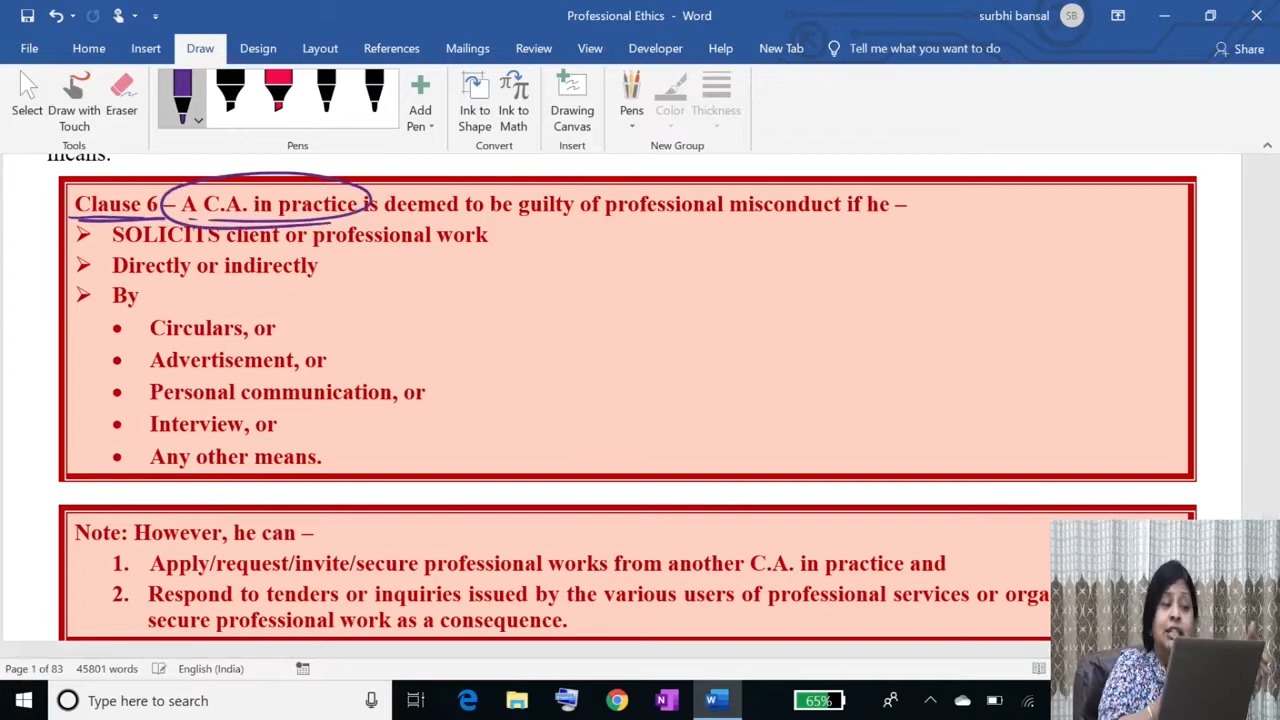 Professional Ethics - Word
surbhi bansal SB
File Home Insert Draw Design Layout References Mailings Review View Developer Help New Tab Tell me what you want to do Share
Select Draw with Touch Eraser
Add Pen
Ink to Shape Ink to Math
Drawing Canvas
Pens Color Thickness
Tools Pens Convert Insert New Group
means:
Clause 6 – A C.A. in practice is deemed to be guilty of professional misconduct if he –
➢ SOLICITS client or professional work
➢ Directly or indirectly
➢ By
• Circulars, or
• Advertisement, or
• Personal communication, or
• Interview, or
• Any other means.
Note: However, he can –
1. Apply/request/invite/secure professional works from another C.A. in practice and
2. Respond to tenders or inquiries issued by the various users of professional services or
secure professional work as a consequence.
Page 1 of 83 45801 words English (India)
Type here to search
65%